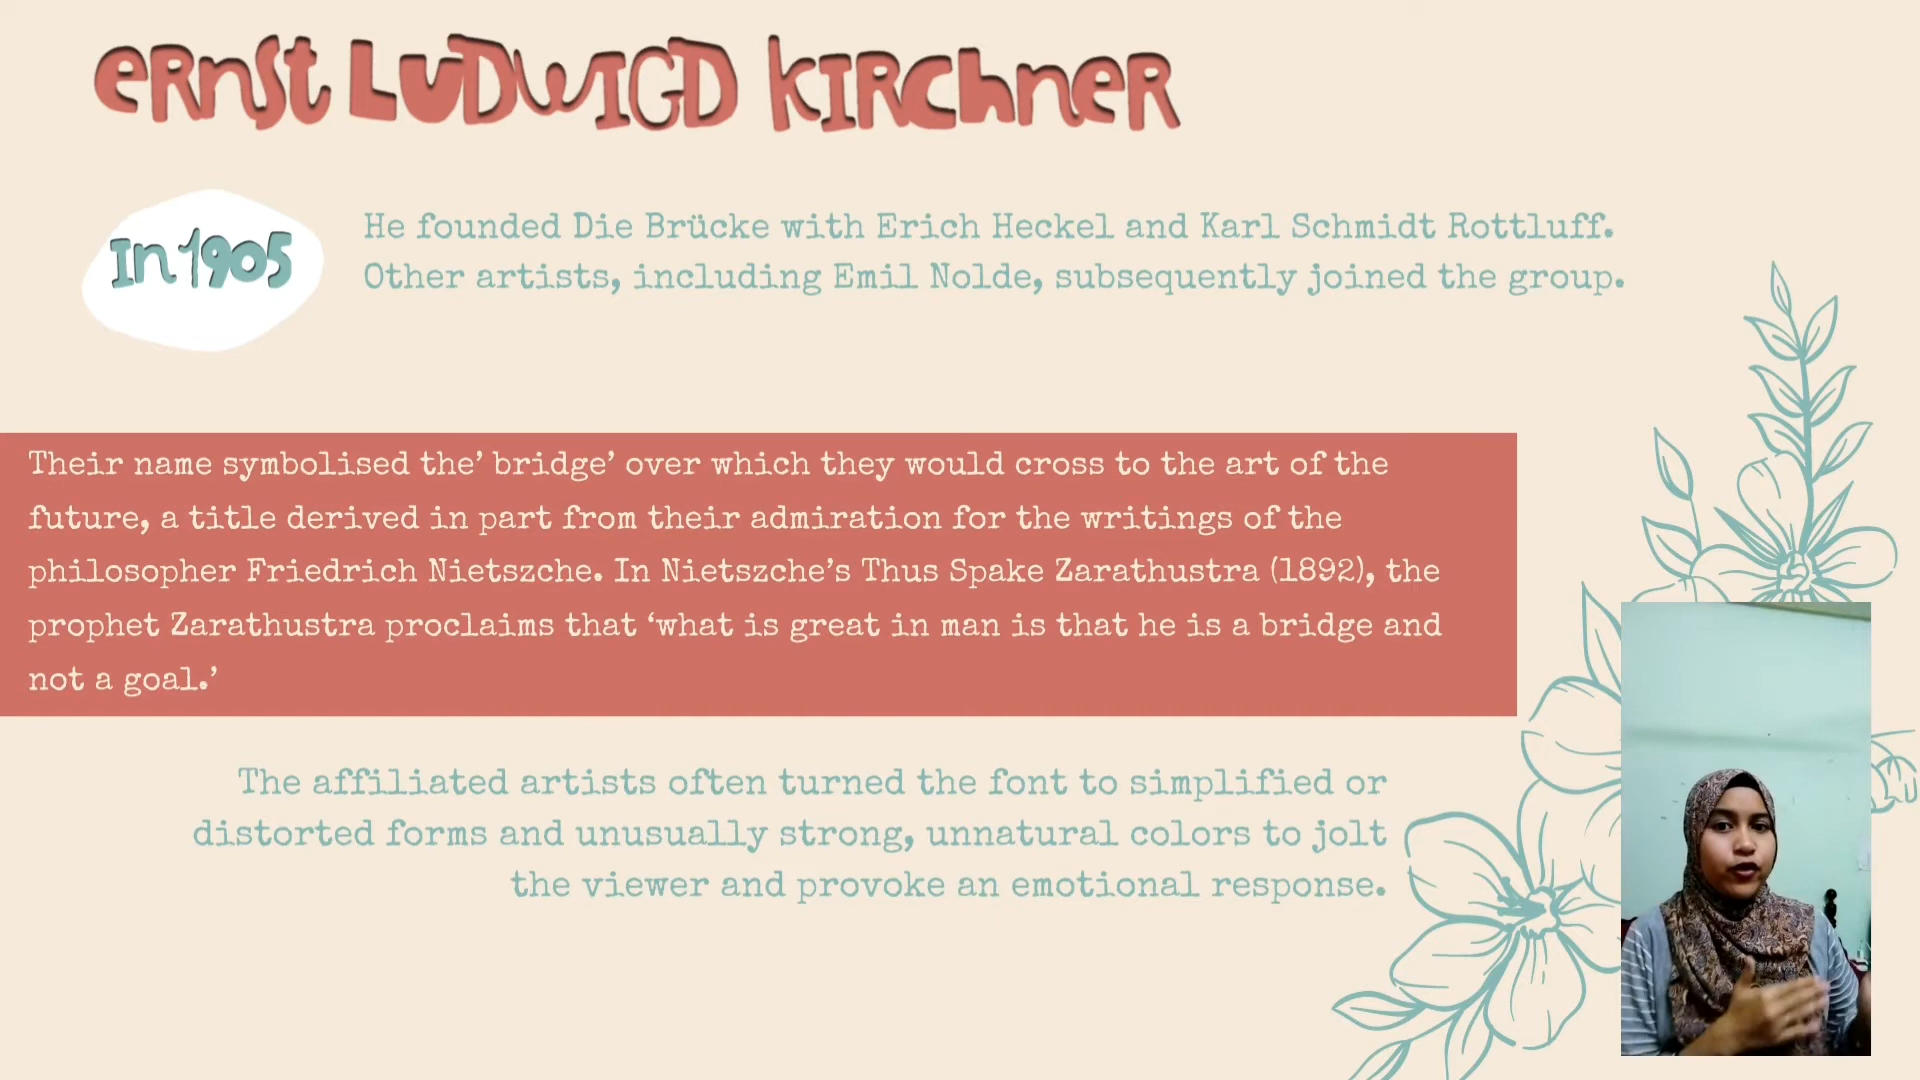 ERNST LUDWIGD KIRCHNER
In 1905
He founded Die Brücke with Erich Heckel and Karl Schmidt Rottluff.
Other artists, including Emil Nolde, subsequently joined the group.
Their name symbolised the’ bridge’ over which they would cross to the art of the
future, a title derived in part from their admiration for the writings of the
philosopher Friedrich Nietszche. In Nietszche’s Thus Spake Zarathustra (1892), the
prophet Zarathustra proclaims that ‘what is great in man is that he is a bridge and
not a goal.’
The affiliated artists often turned the font to simplified or
distorted forms and unusually strong, unnatural colors to jolt
the viewer and provoke an emotional response.